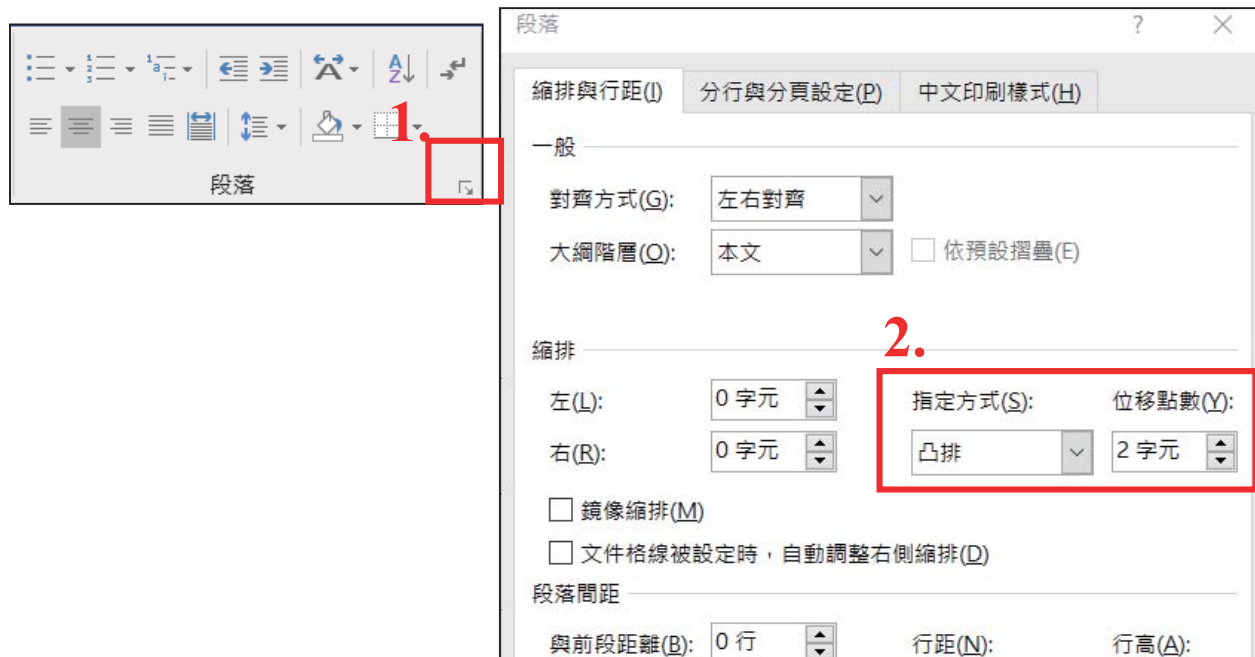 1.
段落
段落
縮排與行距(I) 分行與分頁設定(P) 中文印刷樣式(H)
一般
對齊方式(G): 左右對齊
大綱階層(O): 本文 依預設摺疊(E)
2.
縮排
左(L): 0 字元 指定方式(S): 位移點數(Y):
右(R): 0 字元 凸排 2 字元
鏡像縮排(M)
文件格線被設定時，自動調整右側縮排(D)
段落間距
與前段距離(B): 0 行 行距(N): 行高(A):